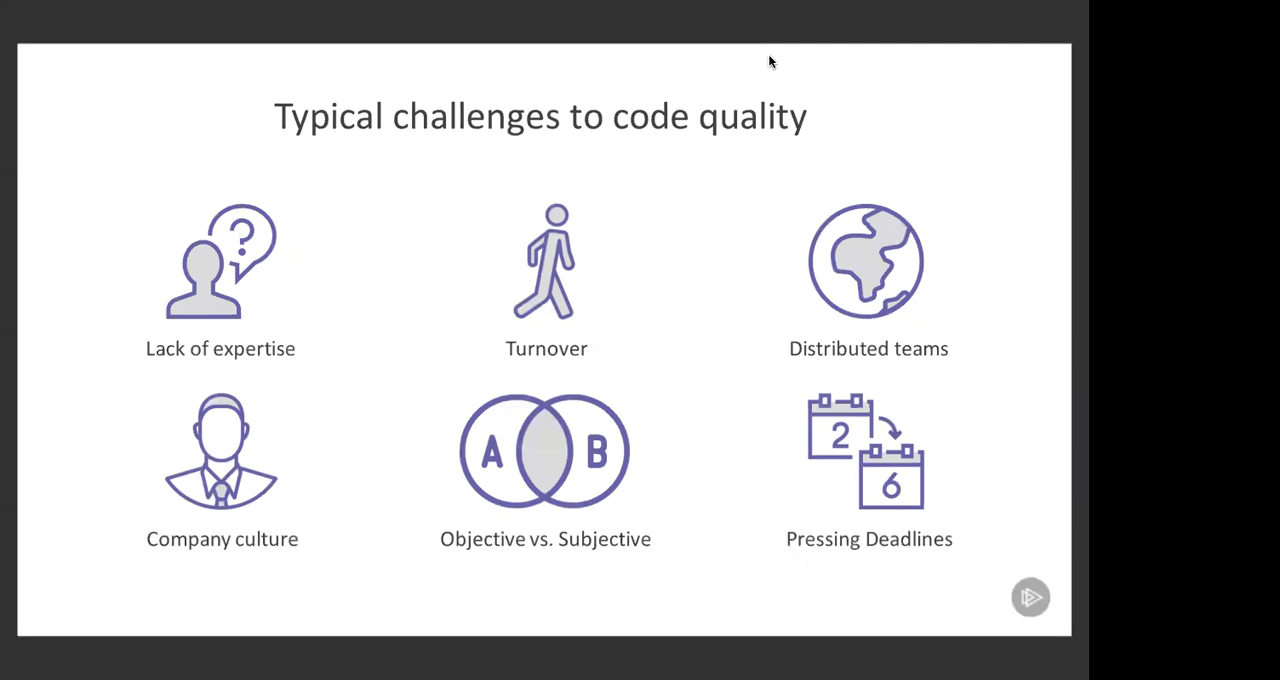 Typical challenges to code quality
?
Lack of expertise
Turnover
Distributed teams
A B
2
6
Company culture
Objective vs. Subjective
Pressing Deadlines